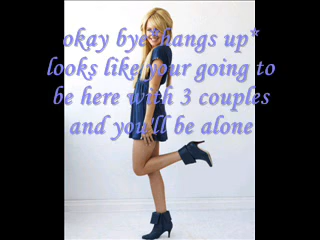 okay bye*hangs up*
looks like your going to
be here with 3 couples
and you'll be alone